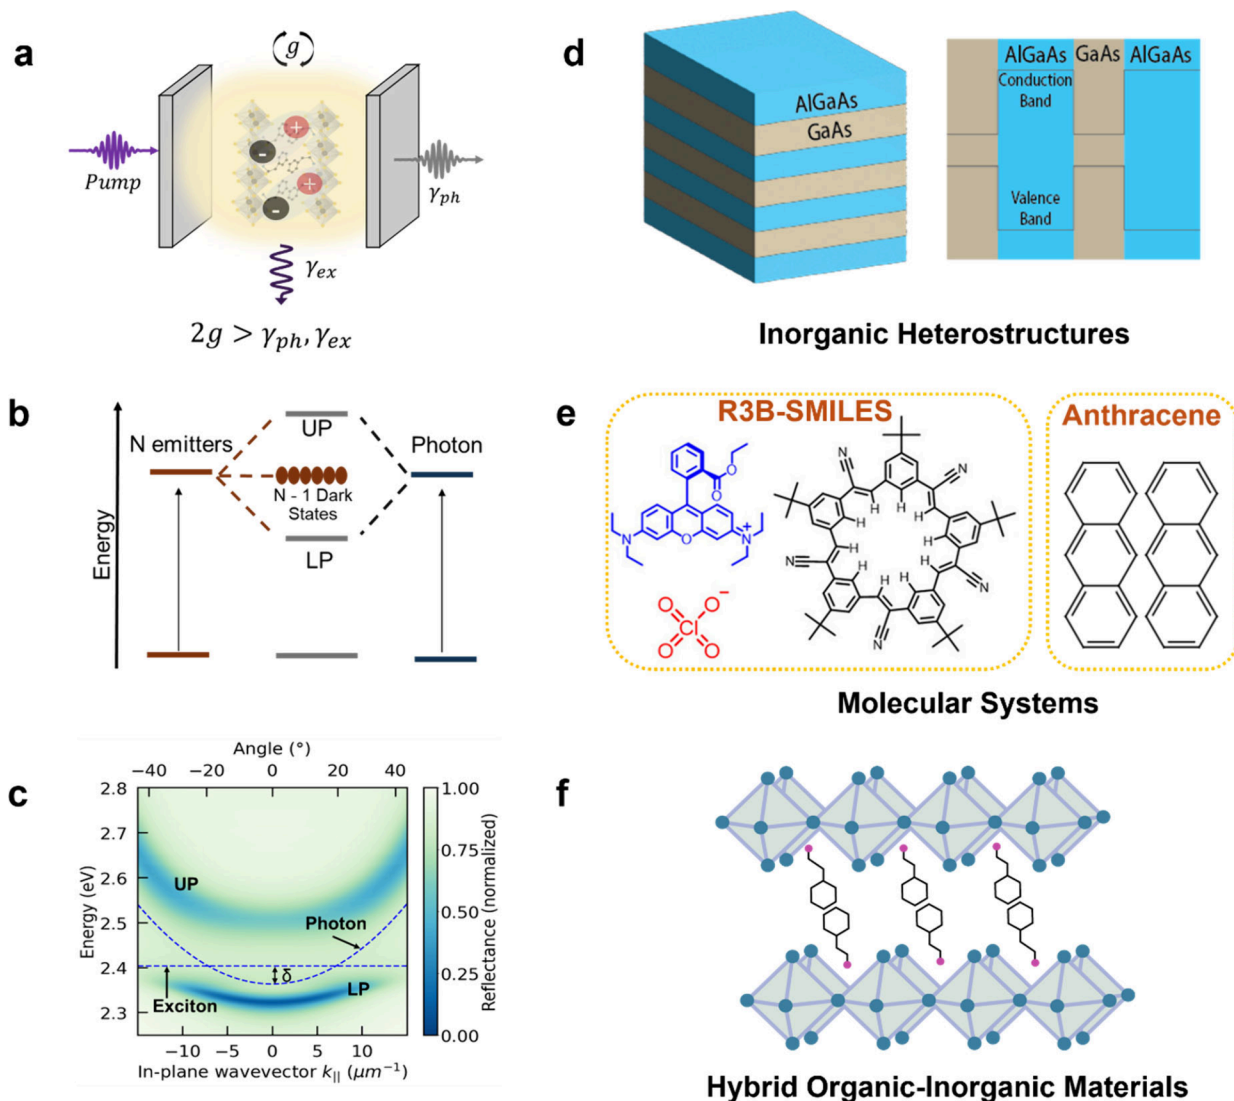 a
g
Pump
γph
γex
2g > γph, γex
b
Energy
N emitters
UP
Photon
N - 1 Dark
States
LP
c
Angle (°)
−40 −20 0 20 40
2.8
2.7
2.6
2.5
2.4
2.3
Energy (eV)
UP
Photon
δ
LP
Exciton
−10 −5 0 5 10
In-plane wavevector k|| (μm⁻¹)
1.00
0.75
0.50
0.25
0.00
Reflectance (normalized)
d
AlGaAs
GaAs
AlGaAs GaAs AlGaAs
Conduction
Band
Valence
Band
Inorganic Heterostructures
e
R3B-SMILES
O
O
N
O
N
+
O
O
−
Cl
O
O
N
N
H
H
H
H
H
H
H
H
H
H
N
N
N
Anthracene
Molecular Systems
f
Hybrid Organic-Inorganic Materials